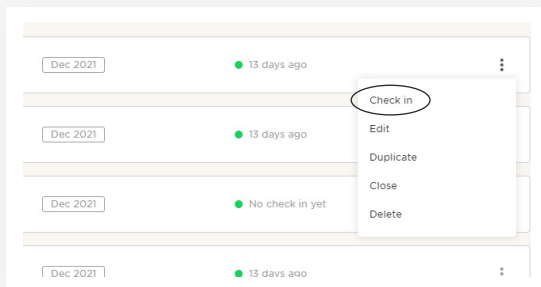 Dec 2021 13 days ago
Check in
Edit
Dec 2021 13 days ago
Duplicate
Close
Dec 2021 No check in yet
Delete
Dec 2021 13 days ago